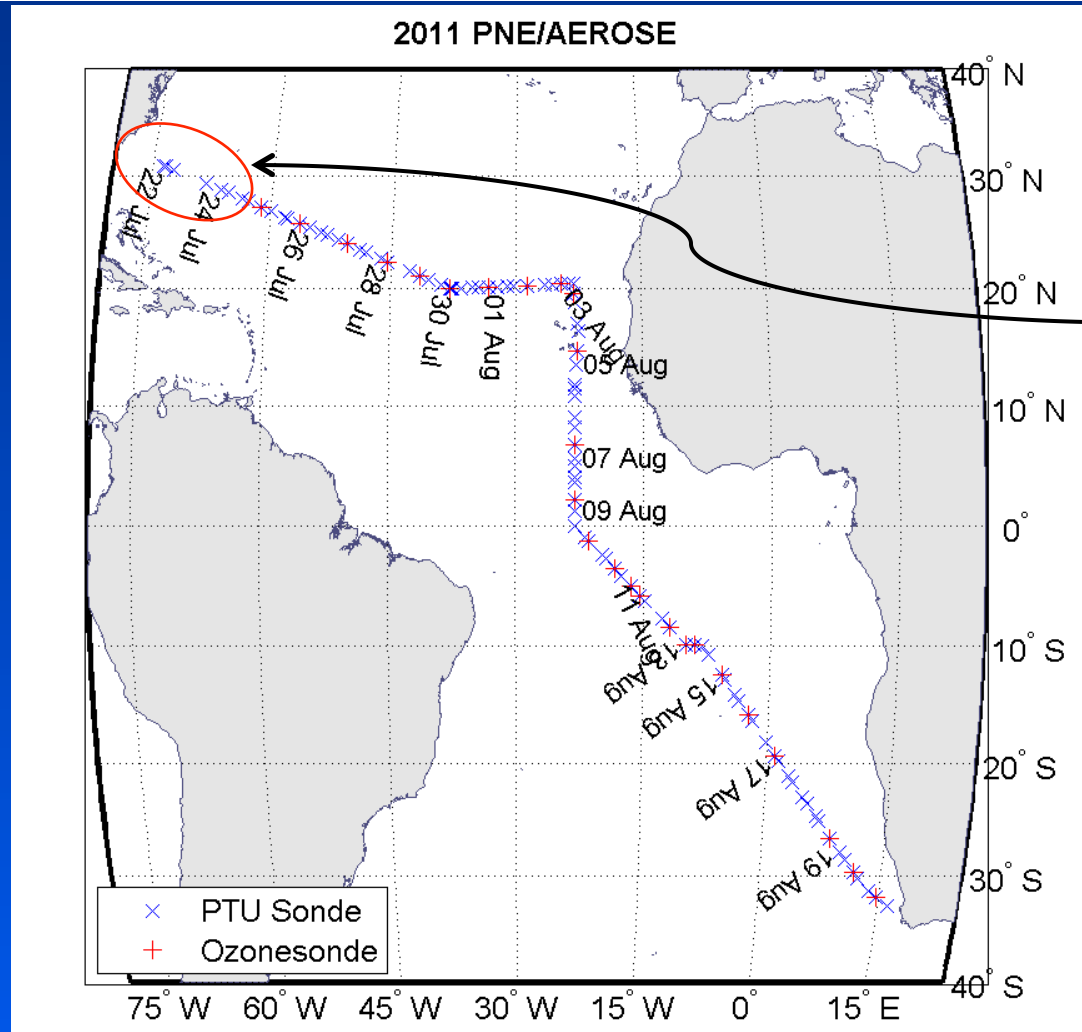 2011 PNE/AEROSE
40° N
30° N
20° N
10° N
0°
10° S
20° S
30° S
40° S
22 Jul
24 Jul
26 Jul
28 Jul
30 Jul
01 Aug
03 Aug
05 Aug
07 Aug
09 Aug
11 Aug
13 Aug
15 Aug
17 Aug
19 Aug
PTU Sonde
Ozonesonde
75° W
60° W
45° W
30° W
15° W
0°
15° E